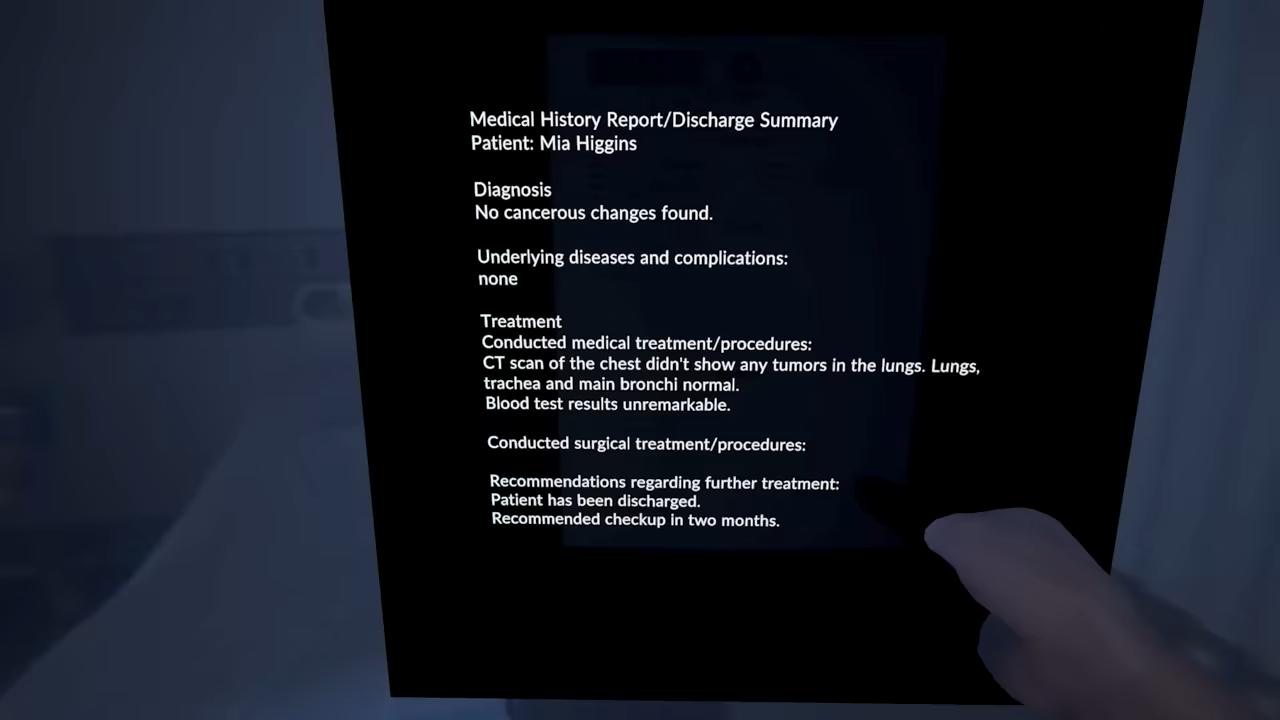 Medical History Report/Discharge Summary
Patient: Mia Higgins
Diagnosis
No cancerous changes found.
Underlying diseases and complications:
none
Treatment
Conducted medical treatment/procedures:
CT scan of the chest didn't show any tumors in the lungs. Lungs,
trachea and main bronchi normal.
Blood test results unremarkable.
Conducted surgical treatment/procedures:
Recommendations regarding further treatment:
Patient has been discharged.
Recommended checkup in two months.